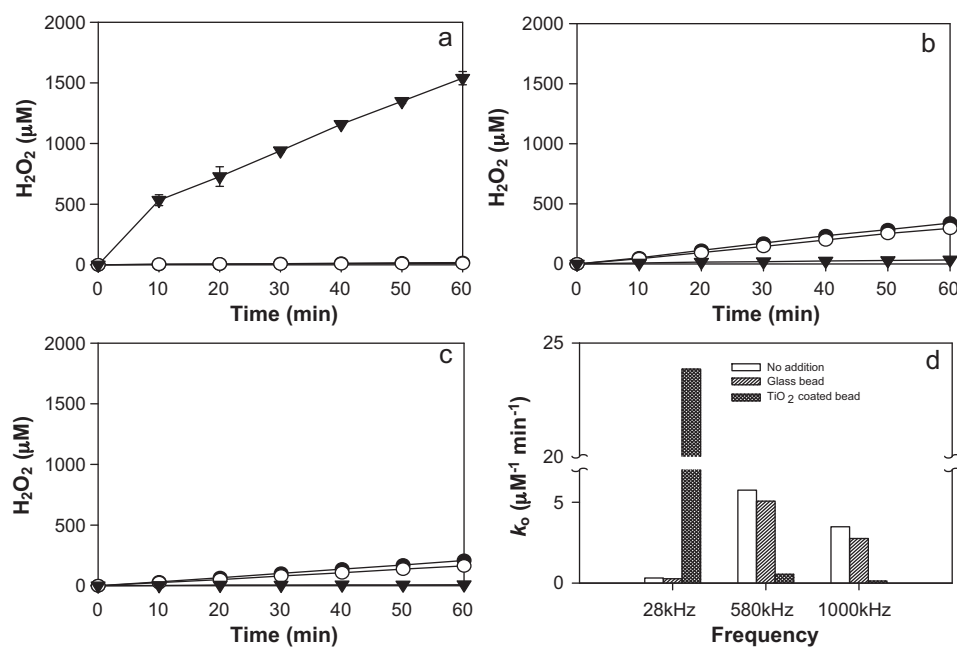 a
2000
1500
1000
500
0
H₂O₂ (μM)
0 10 20 30 40 50 60
Time (min)
b
2000
1500
1000
500
0
H₂O₂ (μM)
0 10 20 30 40 50 60
Time (min)
c
2000
1500
1000
500
0
H₂O₂ (μM)
0 10 20 30 40 50 60
Time (min)
d
25
20
5
0
kₒ (μM⁻¹ min⁻¹)
No addition
Glass bead
TiO₂ coated bead
28kHz 580kHz 1000kHz
Frequency